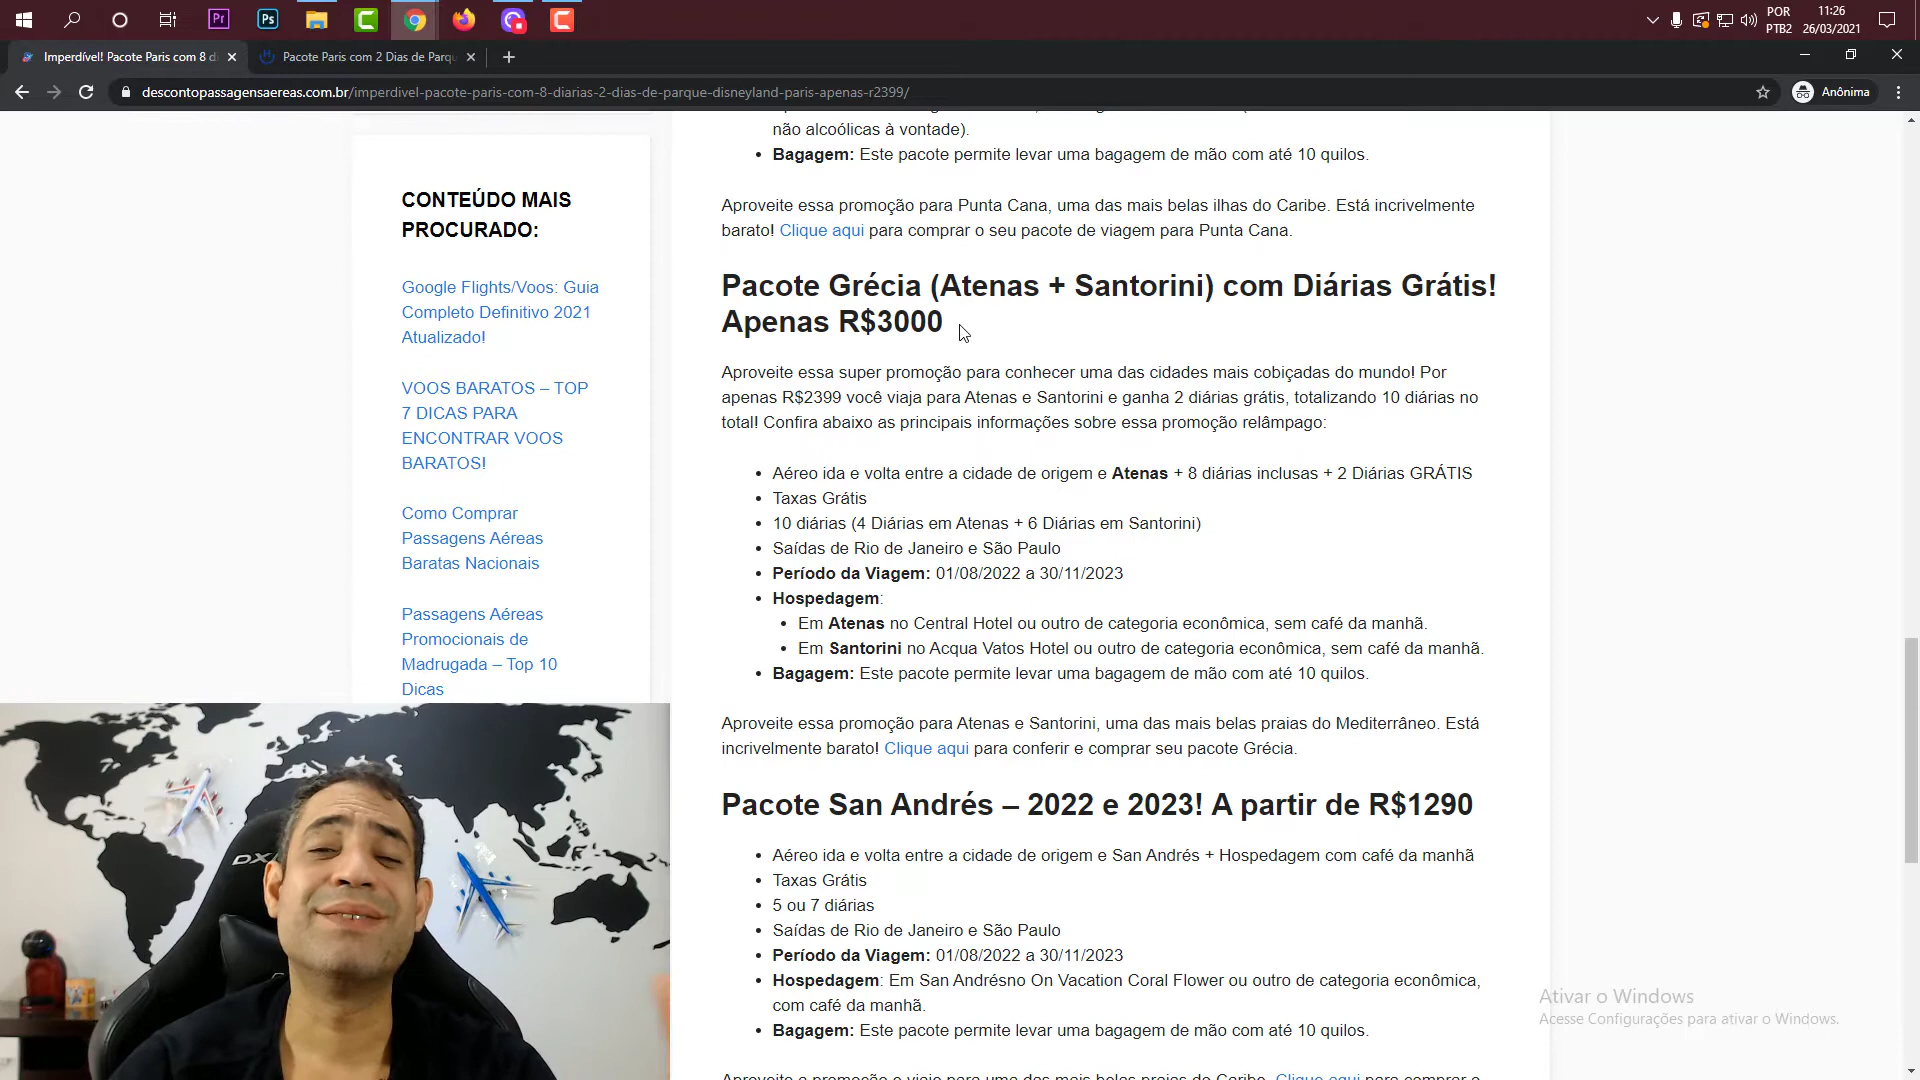 POR
PTB2
11:26
26/03/2021
Imperdível! Pacote Paris com 8 d
Pacote Paris com 2 Dias de Parqu
descontopassagensaereas.com.br/imperdivel-pacote-paris-com-8-diarias-2-dias-de-parque-disneyland-paris-apenas-r2399/
Anônima
CONTEÚDO MAIS
PROCURADO:
Google Flights/Voos: Guia
Completo Definitivo 2021
Atualizado!
VOOS BARATOS – TOP
7 DICAS PARA
ENCONTRAR VOOS
BARATOS!
Como Comprar
Passagens Aéreas
Baratas Nacionais
Passagens Aéreas
Promocionais de
Madrugada – Top 10
Dicas
não alcoólicas à vontade).
Bagagem: Este pacote permite levar uma bagagem de mão com até 10 quilos.
Aproveite essa promoção para Punta Cana, uma das mais belas ilhas do Caribe. Está incrivelmente
barato! Clique aqui para comprar o seu pacote de viagem para Punta Cana.
Pacote Grécia (Atenas + Santorini) com Diárias Grátis!
Apenas R$3000
Aproveite essa super promoção para conhecer uma das cidades mais cobiçadas do mundo! Por
apenas R$2399 você viaja para Atenas e Santorini e ganha 2 diárias grátis, totalizando 10 diárias no
total! Confira abaixo as principais informações sobre essa promoção relâmpago:
Aéreo ida e volta entre a cidade de origem e Atenas + 8 diárias inclusas + 2 Diárias GRÁTIS
Taxas Grátis
10 diárias (4 Diárias em Atenas + 6 Diárias em Santorini)
Saídas de Rio de Janeiro e São Paulo
Período da Viagem: 01/08/2022 a 30/11/2023
Hospedagem:
Em Atenas no Central Hotel ou outro de categoria econômica, sem café da manhã.
Em Santorini no Acqua Vatos Hotel ou outro de categoria econômica, sem café da manhã.
Bagagem: Este pacote permite levar uma bagagem de mão com até 10 quilos.
Aproveite essa promoção para Atenas e Santorini, uma das mais belas praias do Mediterrâneo. Está
incrivelmente barato! Clique aqui para conferir e comprar seu pacote Grécia.
Pacote San Andrés – 2022 e 2023! A partir de R$1290
Aéreo ida e volta entre a cidade de origem e San Andrés + Hospedagem com café da manhã
Taxas Grátis
5 ou 7 diárias
Saídas de Rio de Janeiro e São Paulo
Período da Viagem: 01/08/2022 a 30/11/2023
Hospedagem: Em San Andrésno On Vacation Coral Flower ou outro de categoria econômica,
com café da manhã.
Bagagem: Este pacote permite levar uma bagagem de mão com até 10 quilos.
Ativar o Windows
Acesse Configurações para ativar o Windows.